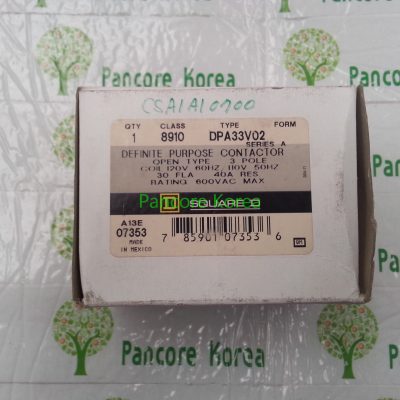 Pancore Korea
CSA1A10700
QTY CLASS TYPE FORM
1 8910 DPA33V02
SERIES A
DEFINITE PURPOSE CONTACTOR
OPEN TYPE 3 POLE
COIL 120V 60HZ 110V 50HZ
30 FLA 40A RES
RATING 600VAC MAX
Pancore Korea
SQUARE D
A13E
07353
MADE
IN MEXICO
7 85901 07353 6
Pancore Korea
Pancore Korea